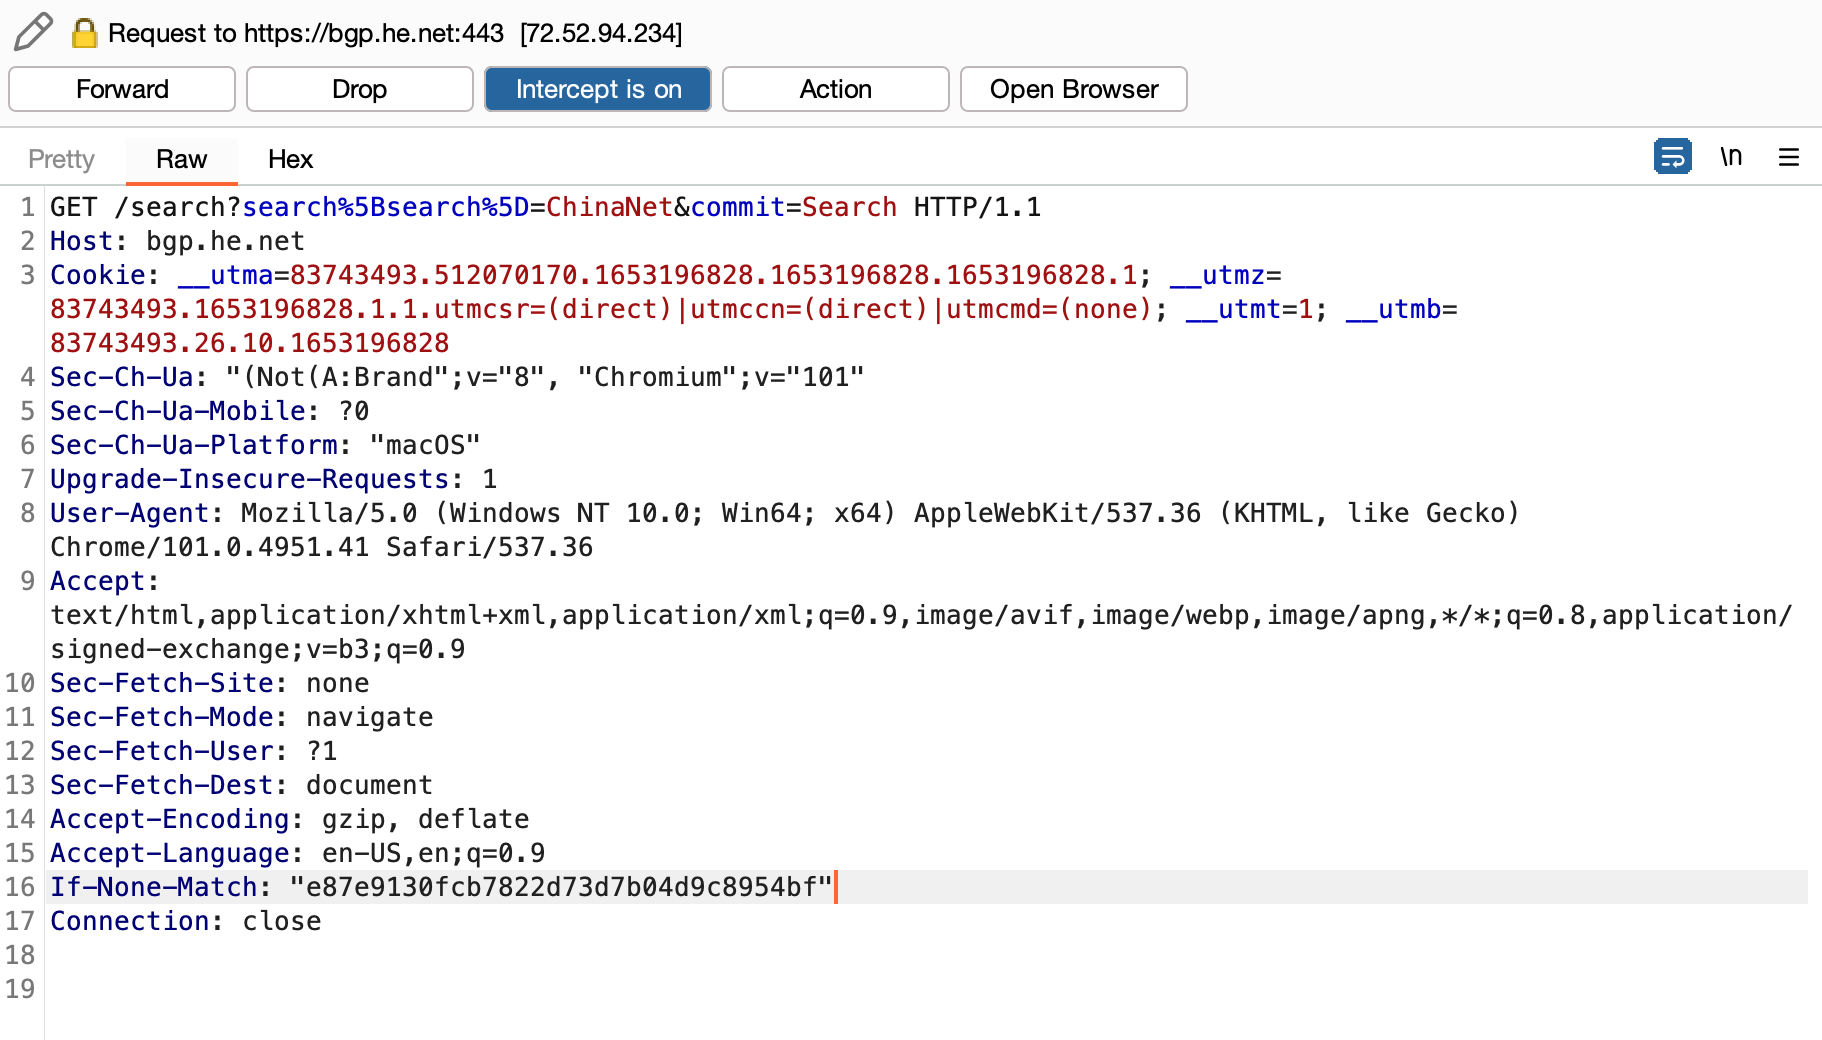 Request to https://bgp.he.net:443 [72.52.94.234]
Forward Drop Intercept is on Action Open Browser
Pretty Raw Hex \n
1 GET /search?search%5Bsearch%5D=ChinaNet&commit=Search HTTP/1.1
2 Host: bgp.he.net
3 Cookie: __utma=83743493.512070170.1653196828.1653196828.1653196828.1; __utmz=
83743493.1653196828.1.1.utmcsr=(direct)|utmccn=(direct)|utmcmd=(none); __utmt=1; __utmb=
83743493.26.10.1653196828
4 Sec-Ch-Ua: "(Not(A:Brand";v="8", "Chromium";v="101"
5 Sec-Ch-Ua-Mobile: ?0
6 Sec-Ch-Ua-Platform: "macOS"
7 Upgrade-Insecure-Requests: 1
8 User-Agent: Mozilla/5.0 (Windows NT 10.0; Win64; x64) AppleWebKit/537.36 (KHTML, like Gecko)
Chrome/101.0.4951.41 Safari/537.36
9 Accept:
text/html,application/xhtml+xml,application/xml;q=0.9,image/avif,image/webp,image/apng,*/*;q=0.8,application/
signed-exchange;v=b3;q=0.9
10 Sec-Fetch-Site: none
11 Sec-Fetch-Mode: navigate
12 Sec-Fetch-User: ?1
13 Sec-Fetch-Dest: document
14 Accept-Encoding: gzip, deflate
15 Accept-Language: en-US,en;q=0.9
16 If-None-Match: "e87e9130fcb7822d73d7b04d9c8954bf"
17 Connection: close
18
19